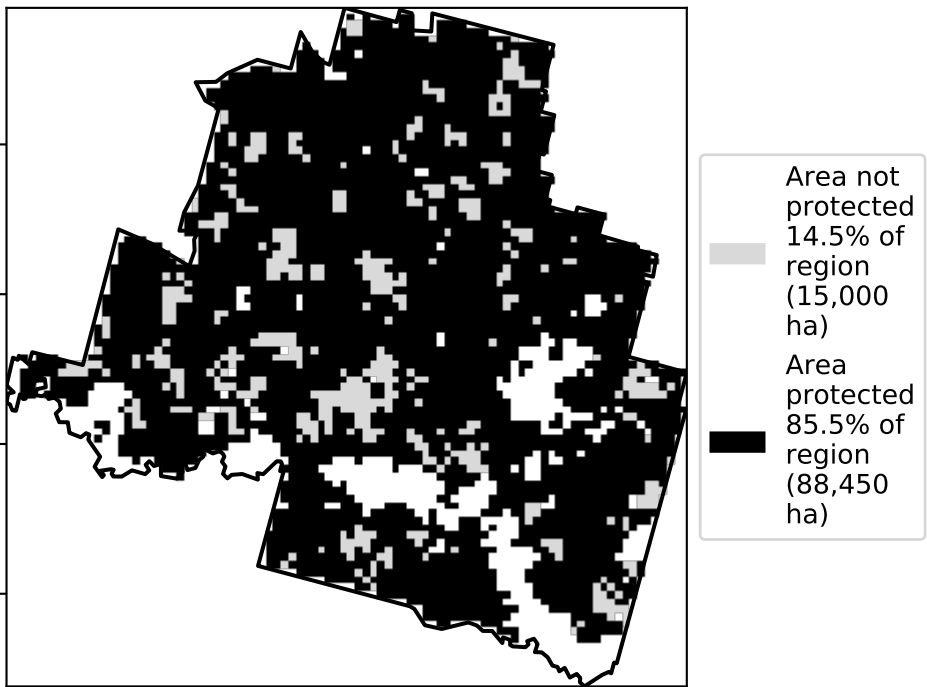 Area not
protected
14.5% of
region
(15,000
ha)
Area
protected
85.5% of
region
(88,450
ha)